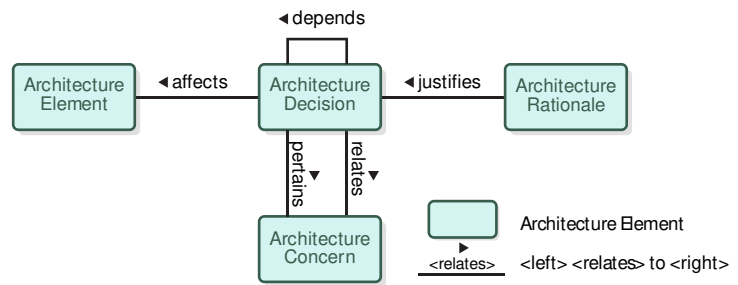 ◄ depends
Architecture
Element
◄ affects
Architecture
Decision
◄ justifies
Architecture
Rationale
pertains ▼
relates ▼
Architecture
Concern
Architecture Element
►
<relates>
<left> <relates> to <right>